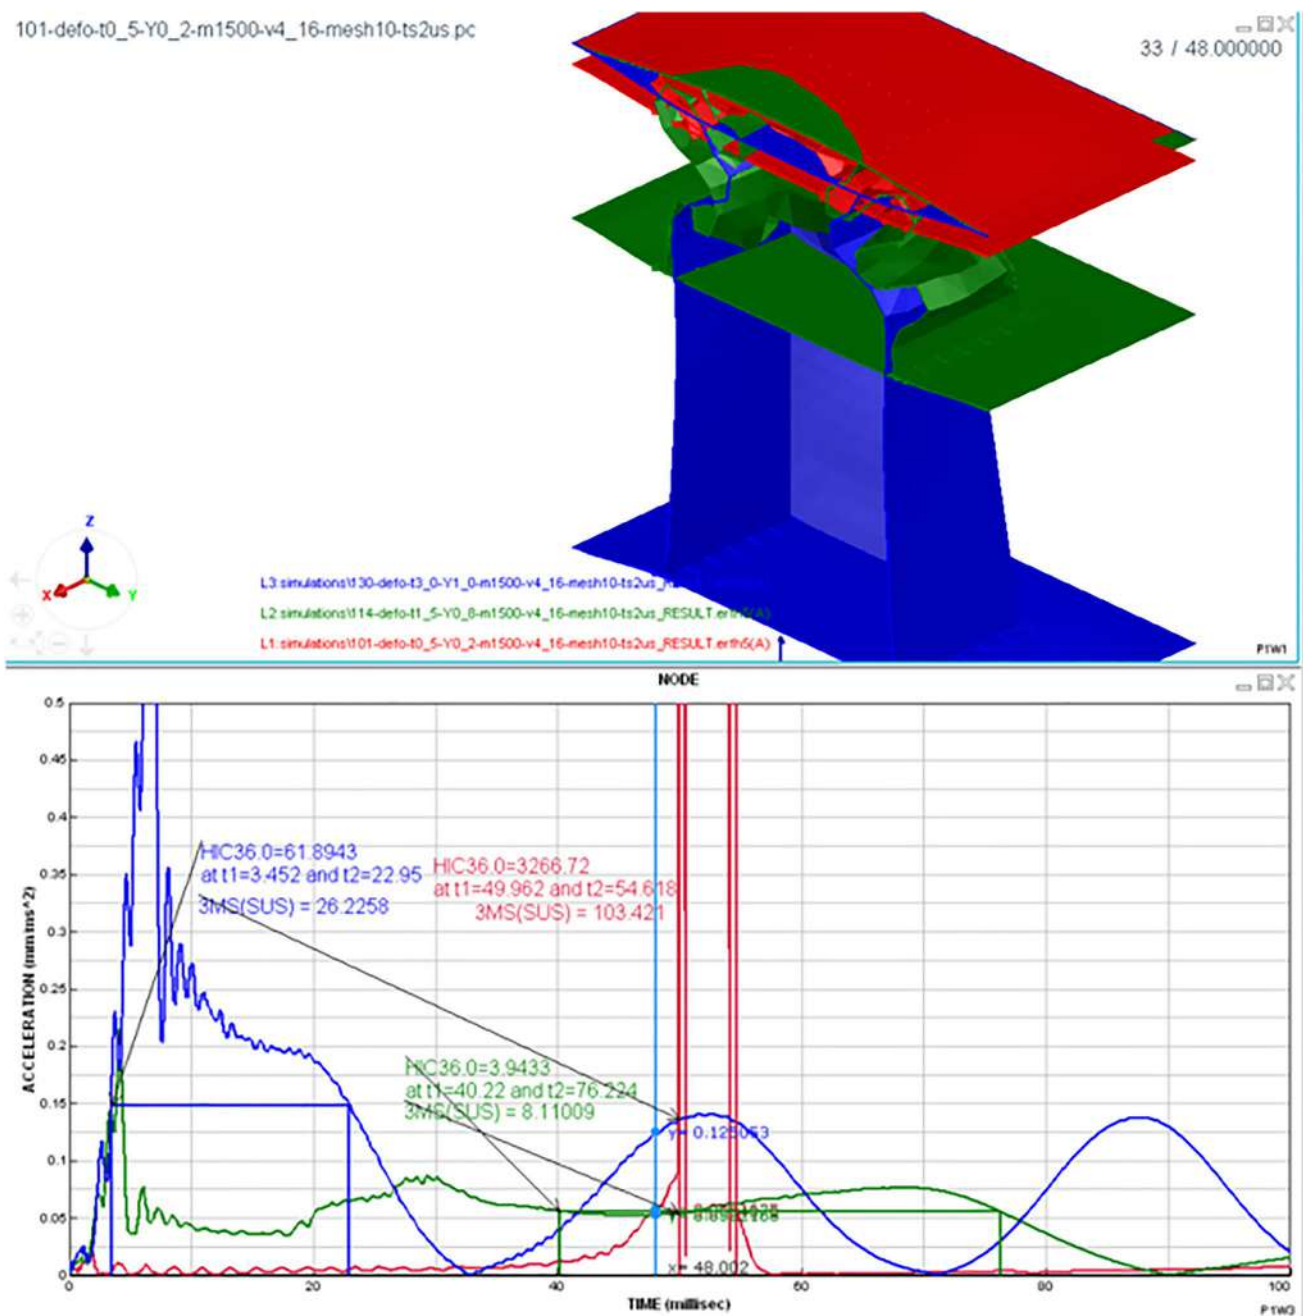 101-defo-t0_5-Y0_2-m1500-v4_16-mesh10-ts2us.pc
33 / 48.000000
Z
X
Y
L3:simulations\130-defo-t3_0-Y1_0-m1500-v4_16-mesh10-ts2us_
L2:simulations\114-defo-t1_5-Y0_8-m1500-v4_16-mesh10-ts2us_RESULT.erfh5(A)
L1:simulations\101-defo-t0_5-Y0_2-m1500-v4_16-mesh10-ts2us_RESULT.erfh5(A)
P1W1
NODE
0.5
0.45
0.4
0.35
0.3
0.25
0.2
0.15
0.1
0.05
0
ACCELERATION (mm/ms^2)
HIC36.0=61.8943
at t1=3.452 and t2=22.95
3MS(SUS) = 26.2258
HIC36.0=3266.72
at t1=49.962 and t2=54.618
3MS(SUS) = 103.421
HIC36.0=3.9433
at t1=40.22 and t2=76.224
3MS(SUS) = 8.11009
y= 0.125053
x= 48.002
0
20
40
60
80
100
TIME (millisec)
P1W3